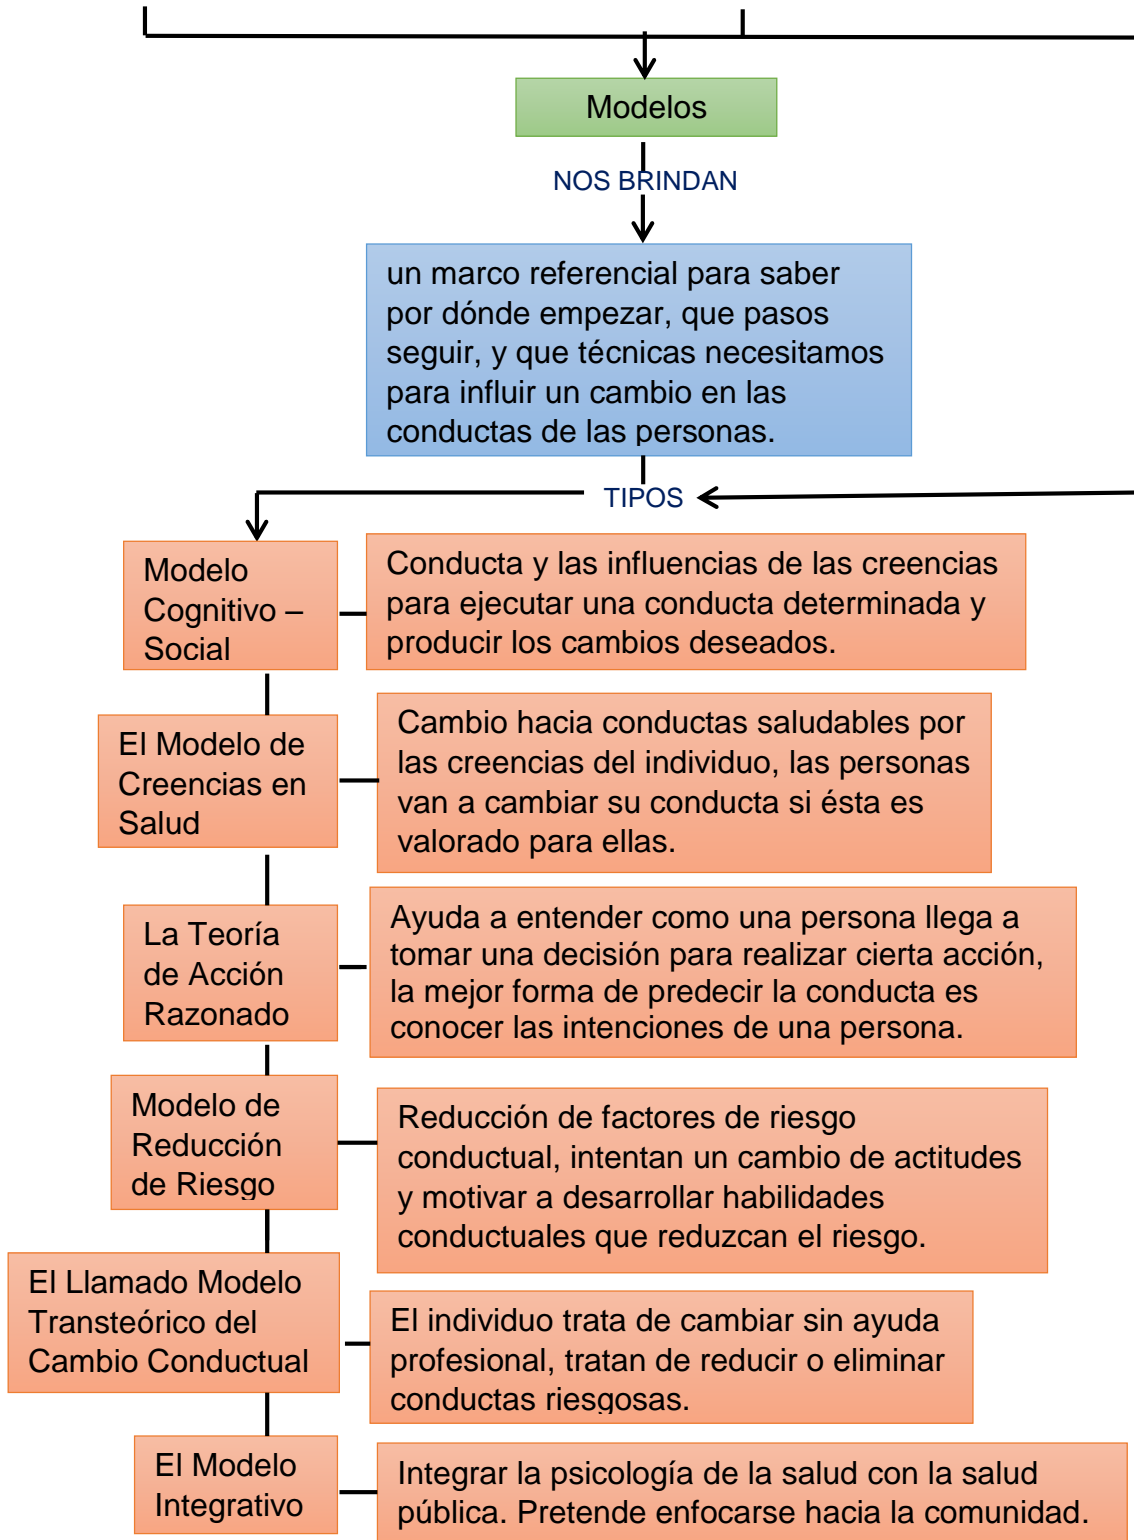 Modelos
NOS BRINDAN
un marco referencial para saber
por dónde empezar, que pasos
seguir, y que técnicas necesitamos
para influir un cambio en las
conductas de las personas.
TIPOS
Modelo
Cognitivo –
Social
Conducta y las influencias de las creencias
para ejecutar una conducta determinada y
producir los cambios deseados.
El Modelo de
Creencias en
Salud
Cambio hacia conductas saludables por
las creencias del individuo, las personas
van a cambiar su conducta si ésta es
valorado para ellas.
La Teoría
de Acción
Razonado
Ayuda a entender como una persona llega a
tomar una decisión para realizar cierta acción,
la mejor forma de predecir la conducta es
conocer las intenciones de una persona.
Modelo de
Reducción
de Riesgo
Reducción de factores de riesgo
conductual, intentan un cambio de actitudes
y motivar a desarrollar habilidades
conductuales que reduzcan el riesgo.
El Llamado Modelo
Transteórico del
Cambio Conductual
El individuo trata de cambiar sin ayuda
profesional, tratan de reducir o eliminar
conductas riesgosas.
El Modelo
Integrativo
Integrar la psicología de la salud con la salud
pública. Pretende enfocarse hacia la comunidad.